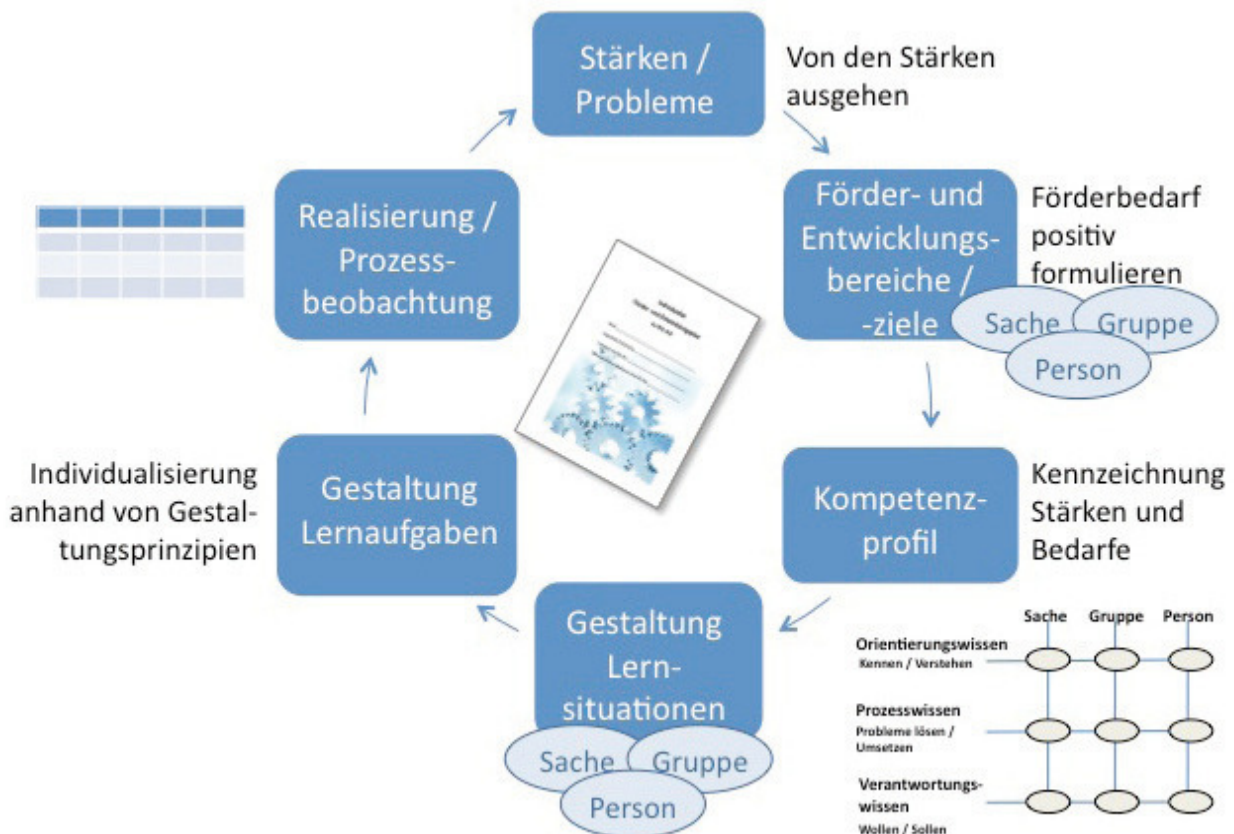 Stärken /
Probleme
Von den Stärken
ausgehen
Förder- und
Entwicklungs-
bereiche /
-ziele
Förderbedarf
positiv
formulieren
Sache
Gruppe
Person
Kompetenz-
profil
Kennzeichnung
Stärken und
Bedarfe
Sache Gruppe Person
Orientierungswissen
Kennen / Verstehen
Prozesswissen
Probleme lösen /
Umsetzen
Verantwortungs-
wissen
Wollen / Sollen
Gestaltung
Lern-
situationen
Sache
Gruppe
Person
Gestaltung
Lernaufgaben
Individualisierung
anhand von Gestal-
tungsprinzipien
Realisierung /
Prozess-
beobachtung